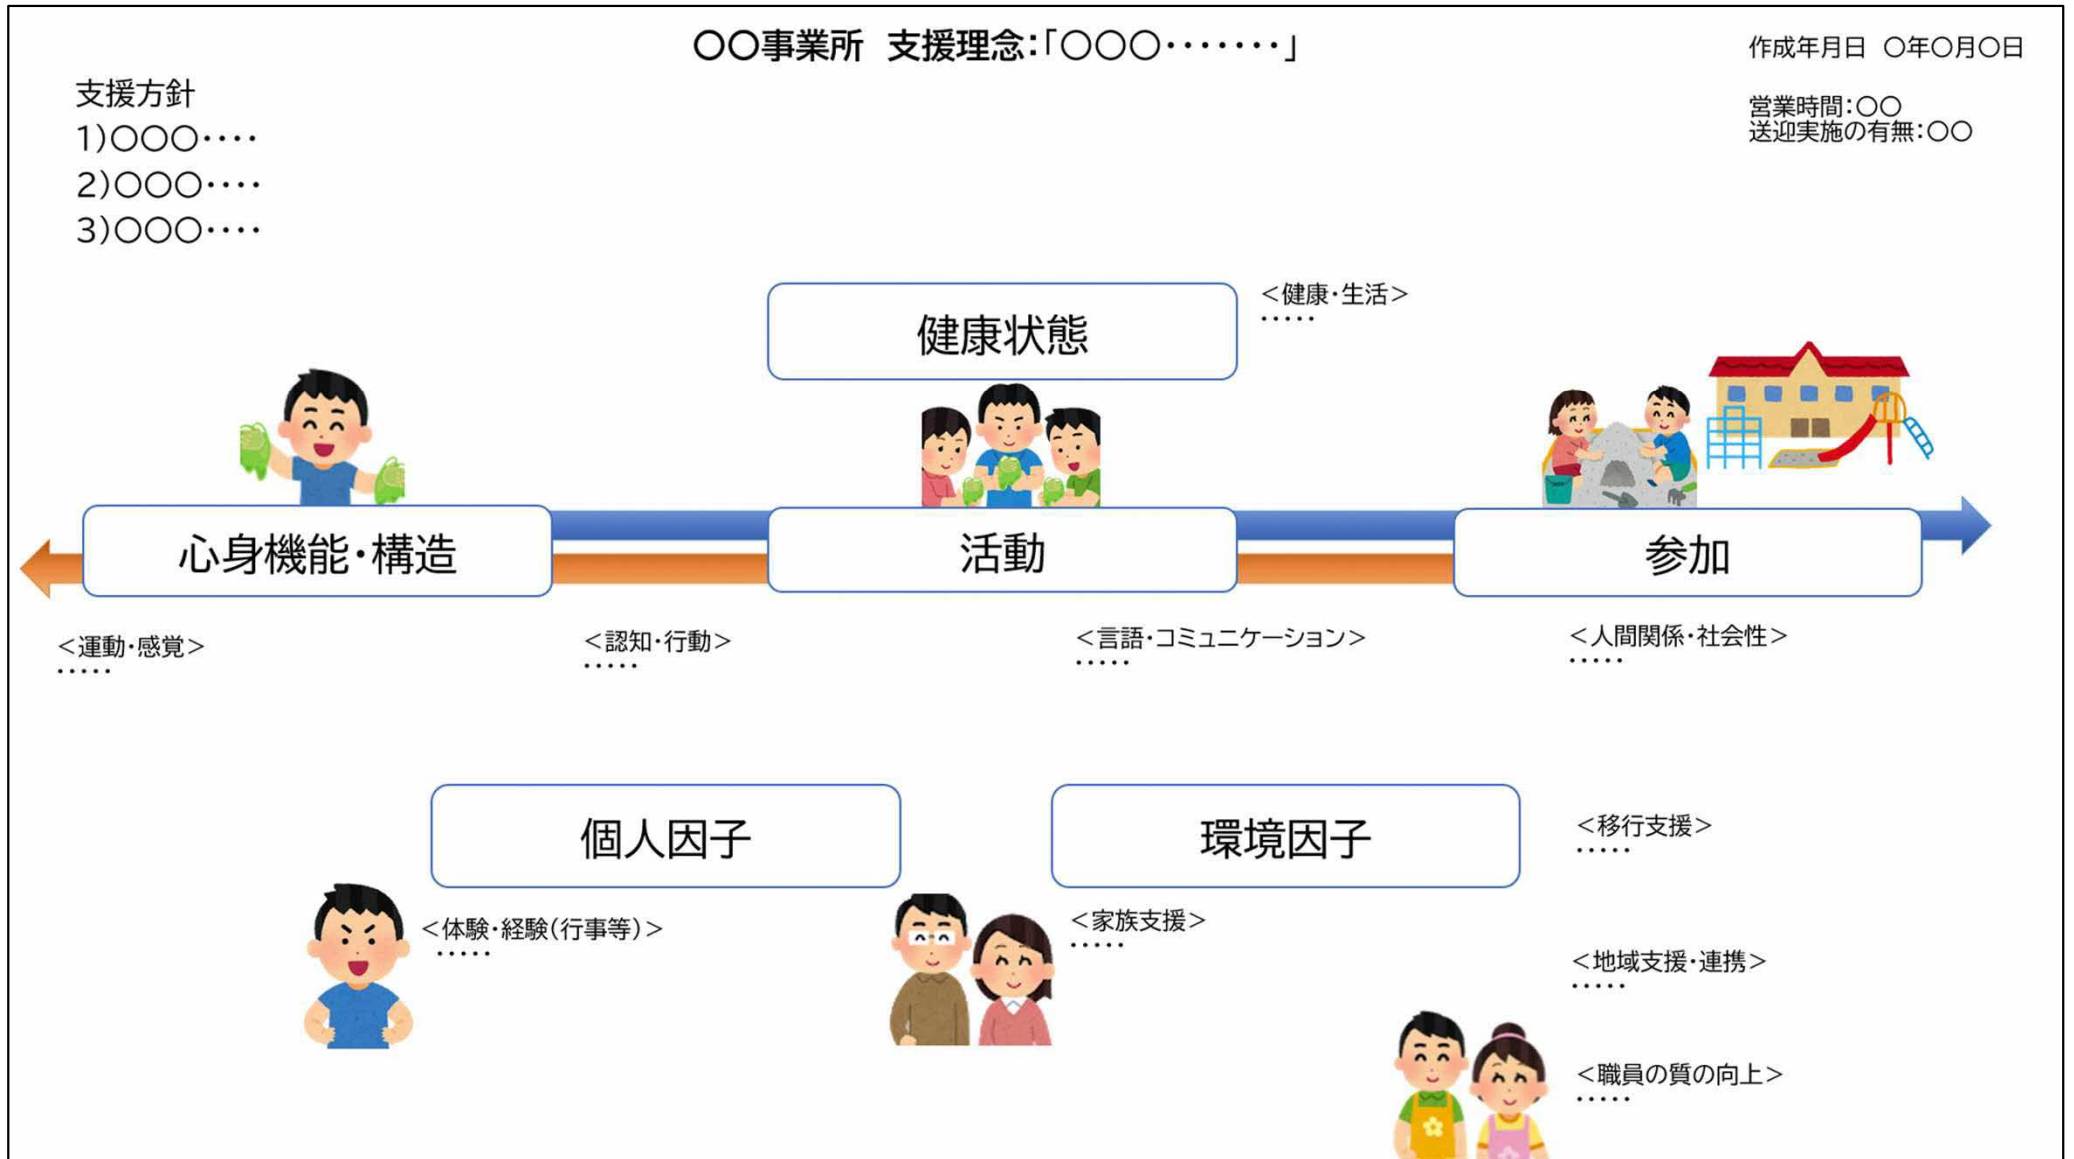 〇〇事業所　支援理念：「〇〇〇・・・・・・・」
作成年月日　〇年〇月〇日
営業時間：〇〇
送迎実施の有無：〇〇
支援方針
1)〇〇〇・・・・
2)〇〇〇・・・・
3)〇〇〇・・・・
健康状態
＜健康・生活＞
・・・・・
心身機能・構造
活動
参加
＜運動・感覚＞
・・・・・
＜認知・行動＞
・・・・・
＜言語・コミュニケーション＞
・・・・・
＜人間関係・社会性＞
・・・・・
個人因子
環境因子
＜体験・経験（行事等）＞
・・・・・
＜家族支援＞
・・・・・
＜移行支援＞
・・・・・
＜地域支援・連携＞
・・・・・
＜職員の質の向上＞
・・・・・